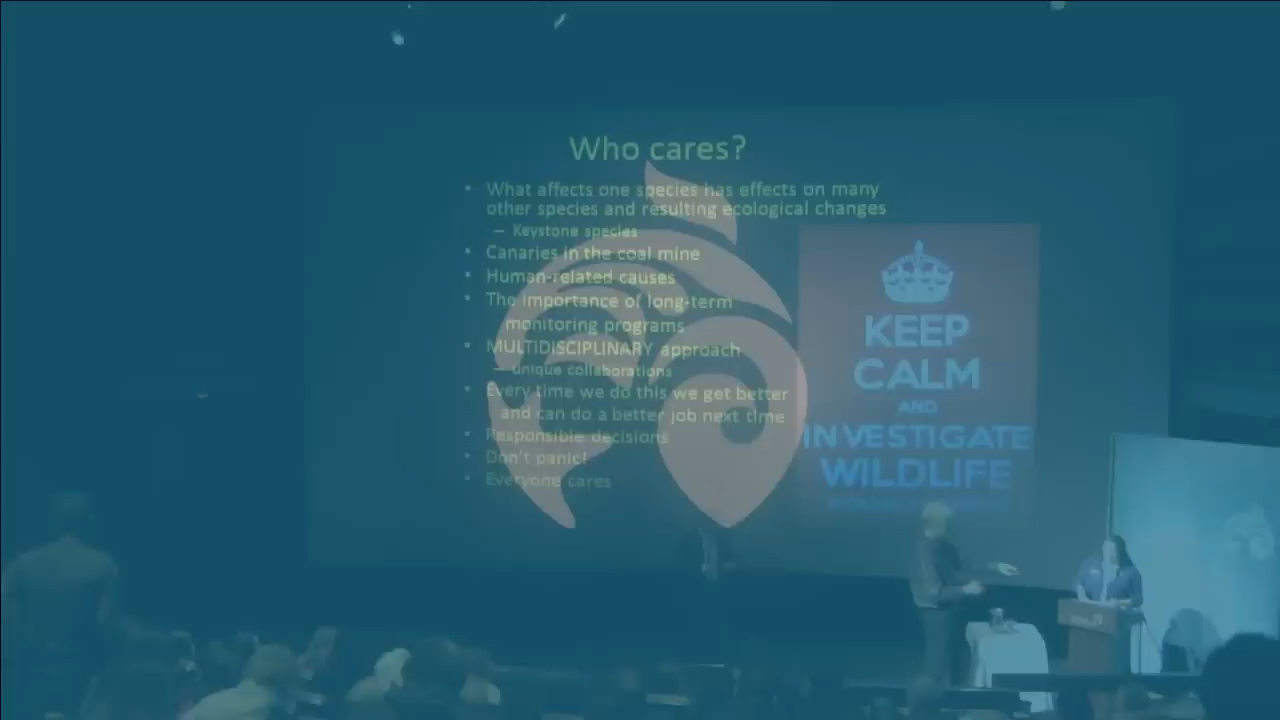 Who cares?
• What affects one species has effects on many
other species and resulting ecological changes
– Keystone species
• Canaries in the coal mine
• Human-related causes
• The importance of long-term
monitoring programs
• MULTIDISCIPLINARY approach
– unique collaborations
• Every time we do this we get better
and can do a better job next time
• Responsible decisions
• Don't panic!
• Everyone cares
KEEP
CALM
AND
INVESTIGATE
WILDLIFE